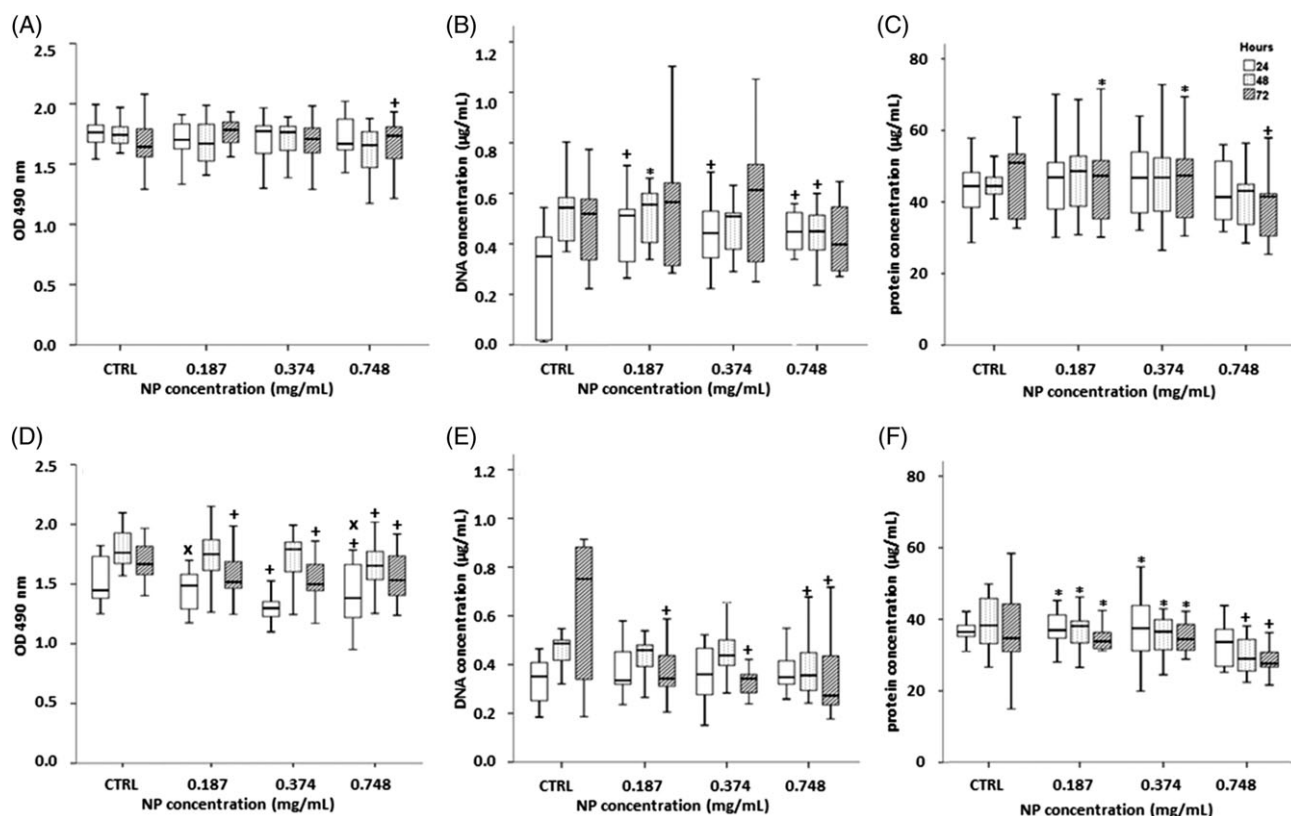 (A)
2.5
2.0
1.5
1.0
0.5
0.0
OD 490 nm
+
CTRL 0.187 0.374 0.748
NP concentration (mg/mL)
(B)
1.2
1.0
0.8
0.6
0.4
0.2
0.0
DNA concentration (µg/mL)
+ * + + +
CTRL 0.187 0.374 0.748
NP concentration (mg/mL)
(C)
80
60
40
20
0
protein concentration (µg/mL)
Hours
24
48
72
* * +
CTRL 0.187 0.374 0.748
NP concentration (mg/mL)
(D)
2.5
2.0
1.5
1.0
0.5
0.0
OD 490 nm
x + + + x + + +
CTRL 0.187 0.374 0.748
NP concentration (mg/mL)
(E)
1.2
1.0
0.8
0.6
0.4
0.2
0.0
DNA concentration (µg/mL)
+ + + +
CTRL 0.187 0.374 0.748
NP concentration (mg/mL)
(F)
80
60
40
20
0
protein concentration (µg/mL)
* * * * * * + +
CTRL 0.187 0.374 0.748
NP concentration (mg/mL)